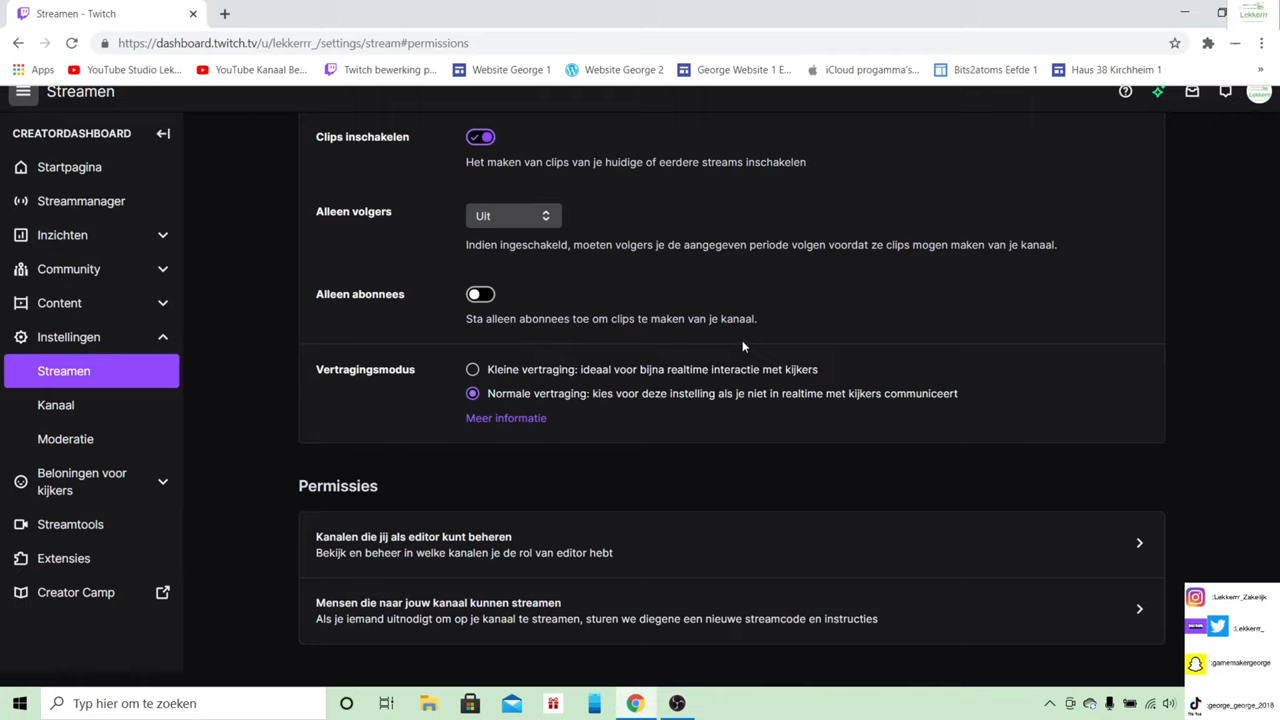 Streamen - Twitch
https://dashboard.twitch.tv/u/lekkerrr_/settings/stream#permissions
Apps
YouTube Studio Lek...
YouTube Kanaal Be...
Twitch bewerking p...
Website George 1
Website George 2
George Website 1 E...
iCloud progamma's...
Bits2atoms Eefde 1
Haus 38 Kirchheim 1
Streamen
CREATORDASHBOARD
Startpagina
Streammanager
Inzichten
Community
Content
Instellingen
Streamen
Kanaal
Moderatie
Beloningen voor
kijkers
Streamtools
Extensies
Creator Camp
Clips inschakelen
Het maken van clips van je huidige of eerdere streams inschakelen
Alleen volgers
Uit
Indien ingeschakeld, moeten volgers je de aangegeven periode volgen voordat ze clips mogen maken van je kanaal.
Alleen abonnees
Sta alleen abonnees toe om clips te maken van je kanaal.
Vertragingsmodus
Kleine vertraging: ideaal voor bijna realtime interactie met kijkers
Normale vertraging: kies voor deze instelling als je niet in realtime met kijkers communiceert
Meer informatie
Permissies
Kanalen die jij als editor kunt beheren
Bekijk en beheer in welke kanalen je de rol van editor hebt
Mensen die naar jouw kanaal kunnen streamen
Als je iemand uitnodigt om op je kanaal te streamen, sturen we diegene een nieuwe streamcode en instructies
Lekkerrr
:Lekkerrr_Zakelijk
:Lekkerrr_
:gamemakergeorge
:george_george_2018
Typ hier om te zoeken